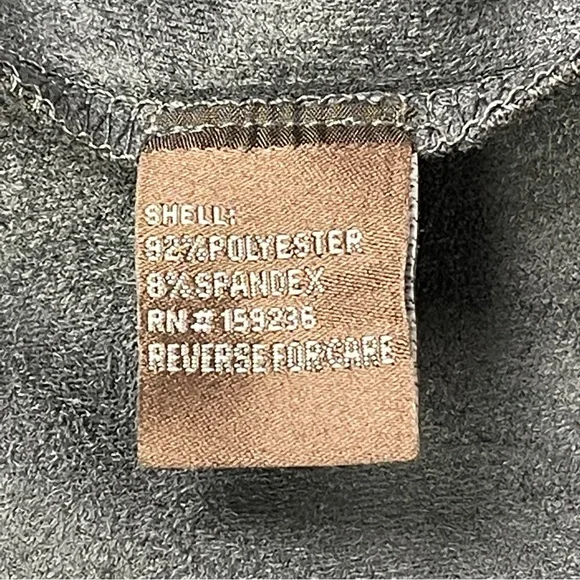 SHELL:
92%POLYESTER
8%SPANDEX
RN# 159236
REVERSE FOR CARE